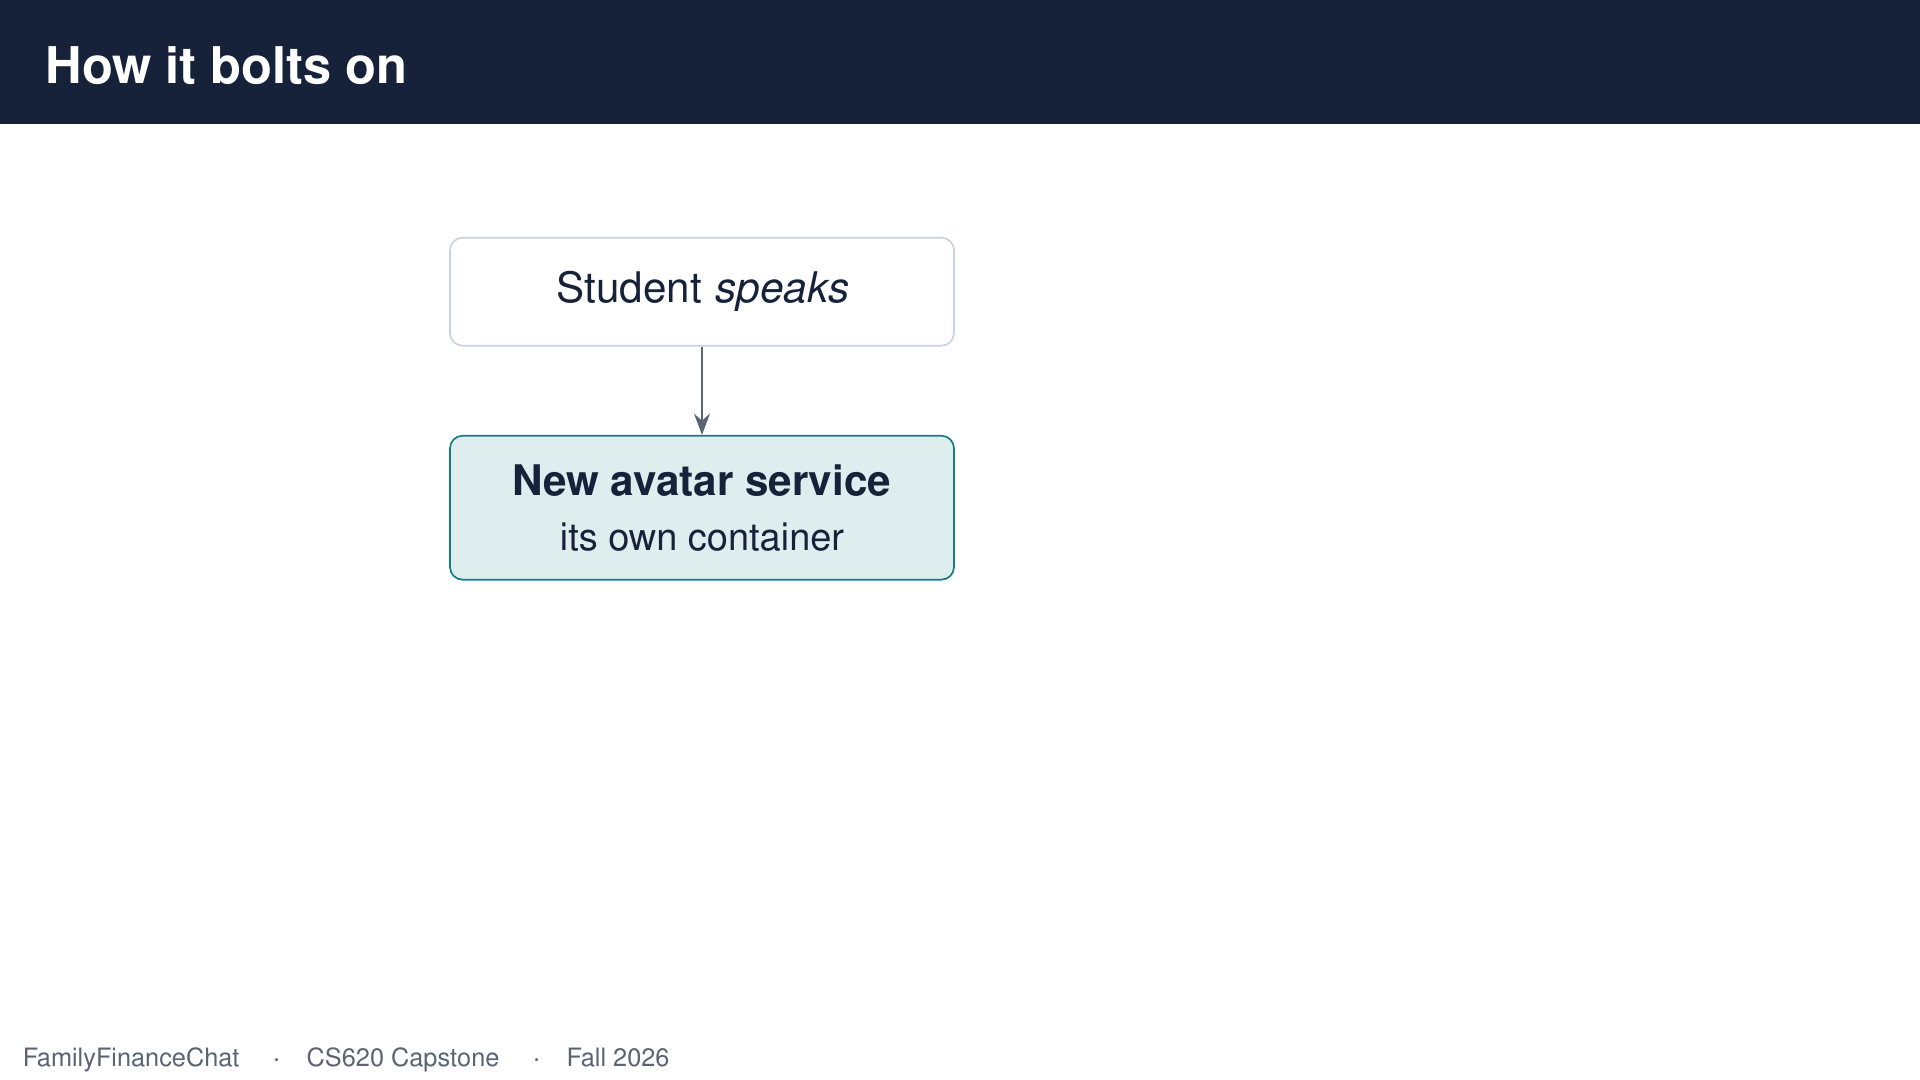 How it bolts on
Student speaks
New avatar service
its own container
FamilyFinanceChat · CS620 Capstone · Fall 2026